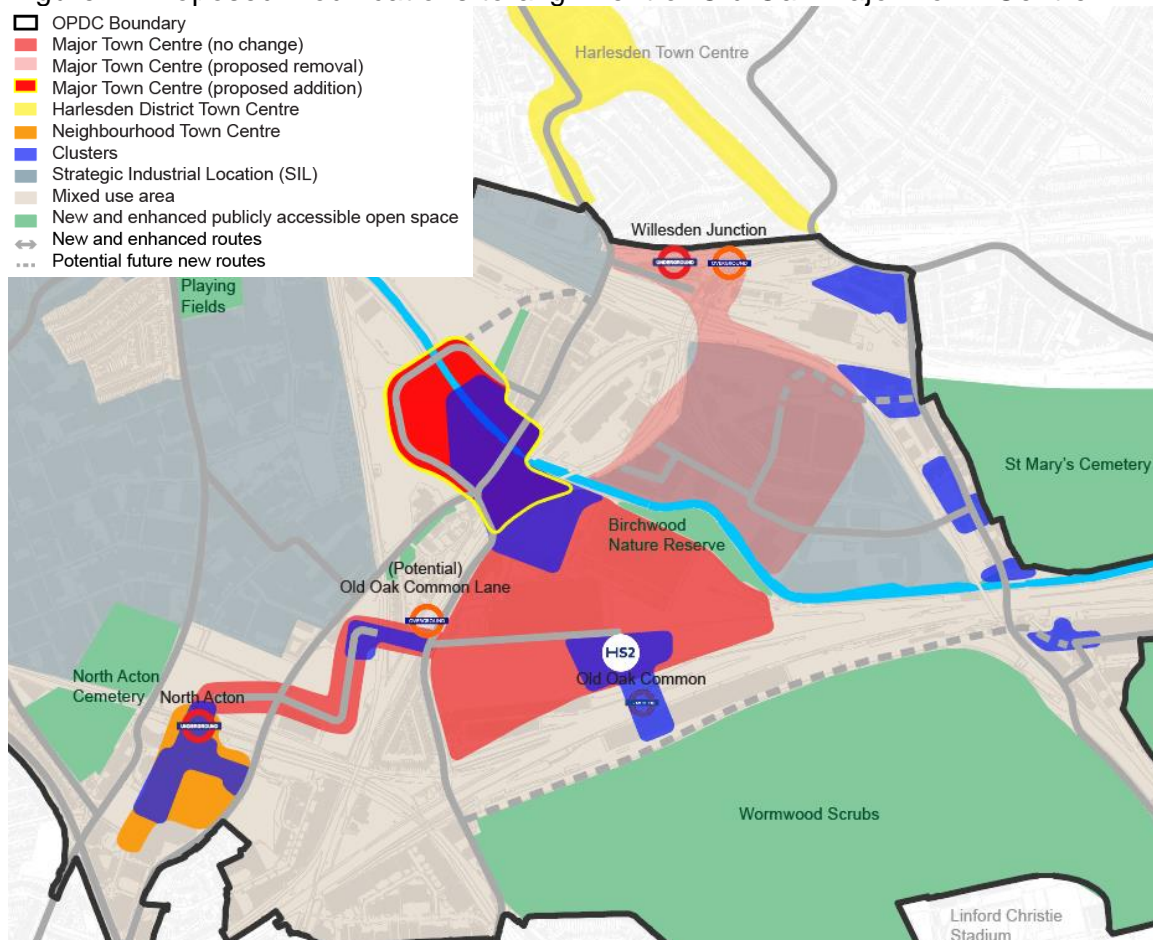 OPDC Boundary
Major Town Centre (no change)
Major Town Centre (proposed removal)
Major Town Centre (proposed addition)
Harlesden District Town Centre
Neighbourhood Town Centre
Clusters
Strategic Industrial Location (SIL)
Mixed use area
New and enhanced publicly accessible open space
New and enhanced routes
Potential future new routes
Harlesden Town Centre
Willesden Junction
UNDERGROUND
OVERGROUND
Playing
Fields
St Mary's Cemetery
Birchwood
Nature Reserve
(Potential)
Old Oak Common Lane
OVERGROUND
HS2
Old Oak Common
North Acton
Cemetery
North Acton
UNDERGROUND
Wormwood Scrubs
Linford Christie
Stadium